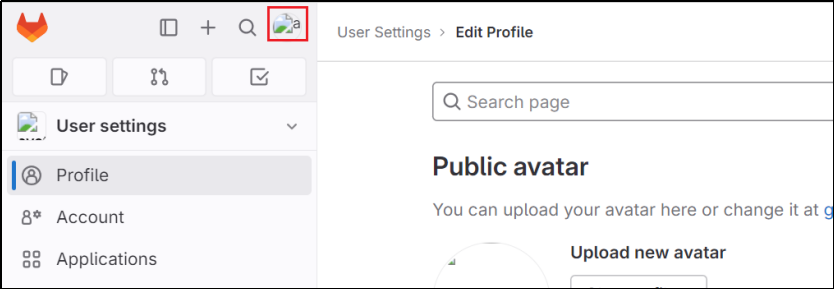 User Settings › Edit Profile
User settings
Search page
Profile
Public avatar
Account
You can upload your avatar here or change it at g
Applications
Upload new avatar